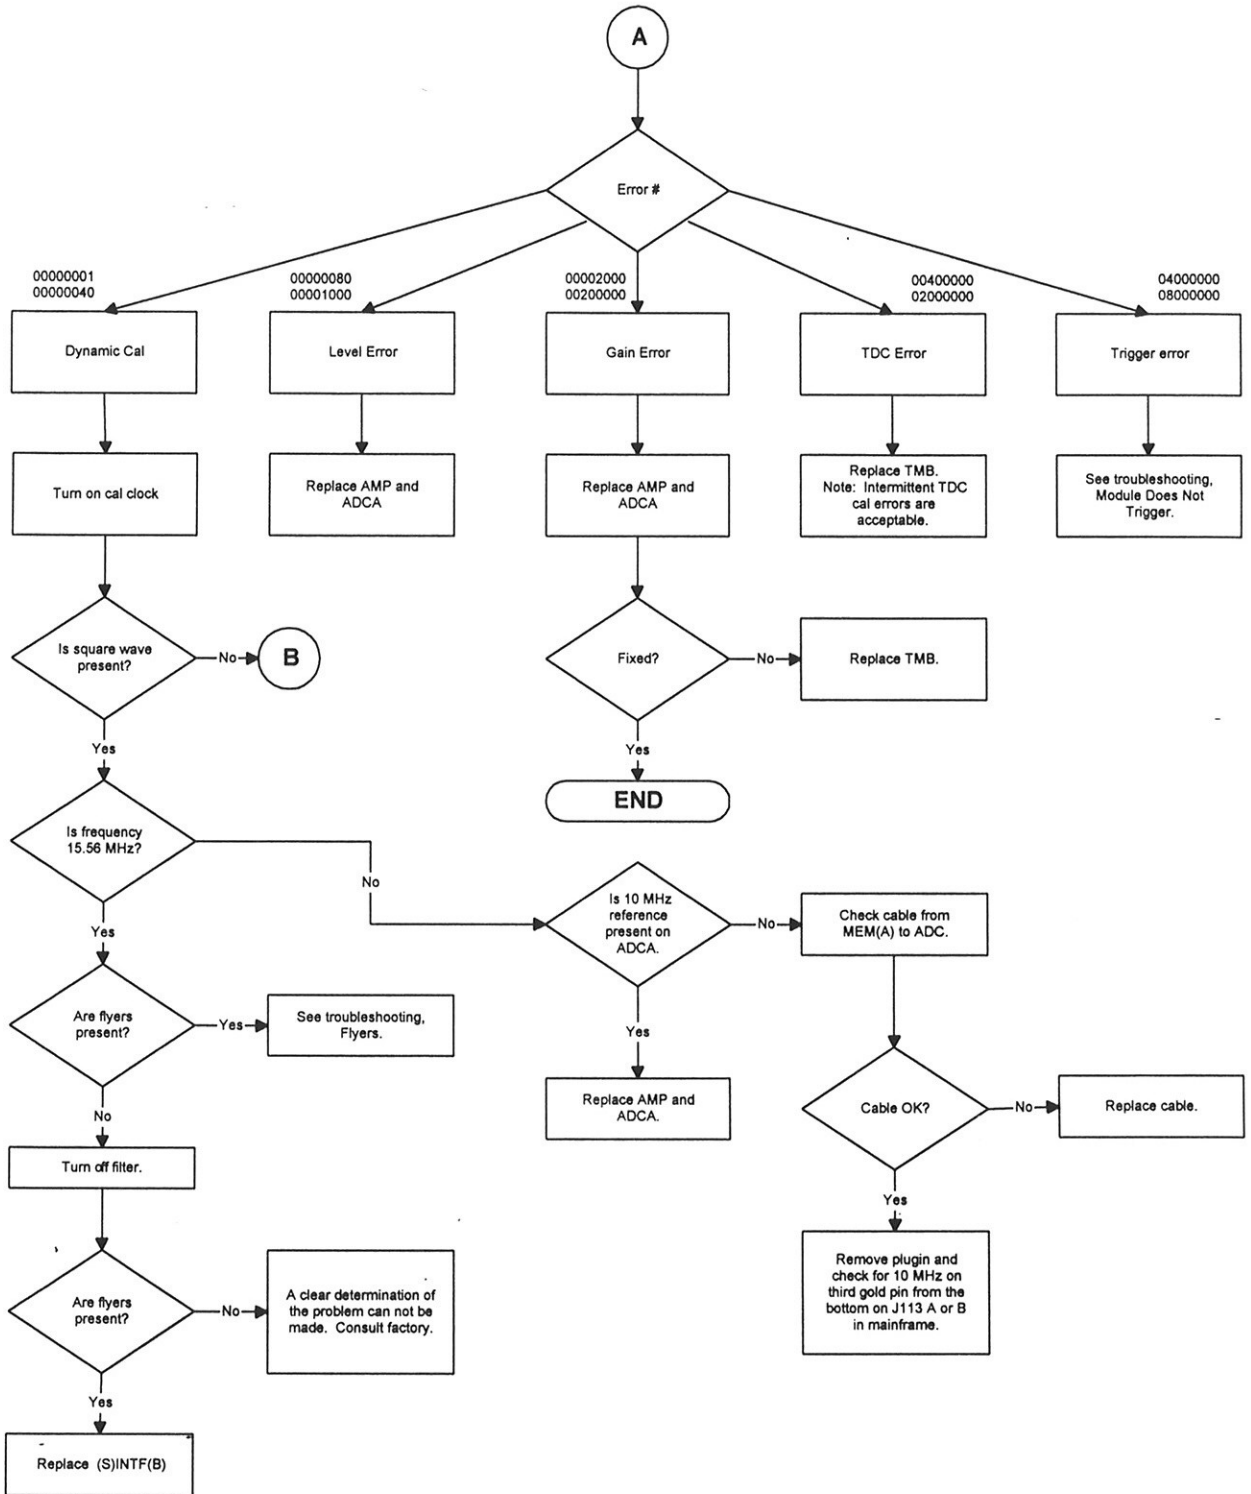 A
Error #
00000001
00000040
00000080
00001000
00002000
00200000
00400000
02000000
04000000
08000000
Dynamic Cal
Level Error
Gain Error
TDC Error
Trigger error
Turn on cal clock
Replace AMP and
ADCA
Replace AMP and
ADCA
Replace TMB.
Note: Intermittent TDC
cal errors are
acceptable.
See troubleshooting,
Module Does Not
Trigger.
Is square wave
present?
No
B
Fixed?
No
Replace TMB.
Yes
Yes
END
Is frequency
15.56 MHz?
No
Is 10 MHz
reference
present on
ADCA.
No
Check cable from
MEM(A) to ADC.
Yes
Are flyers
present?
Yes
See troubleshooting,
Flyers.
Yes
Replace AMP and
ADCA.
Cable OK?
No
Replace cable.
No
Turn off filter.
Yes
Remove plugin and
check for 10 MHz on
third gold pin from the
bottom on J113 A or B
in mainframe.
Are flyers
present?
No
A clear determination of
the problem can not be
made. Consult factory.
Yes
Replace (S)INTF(B)